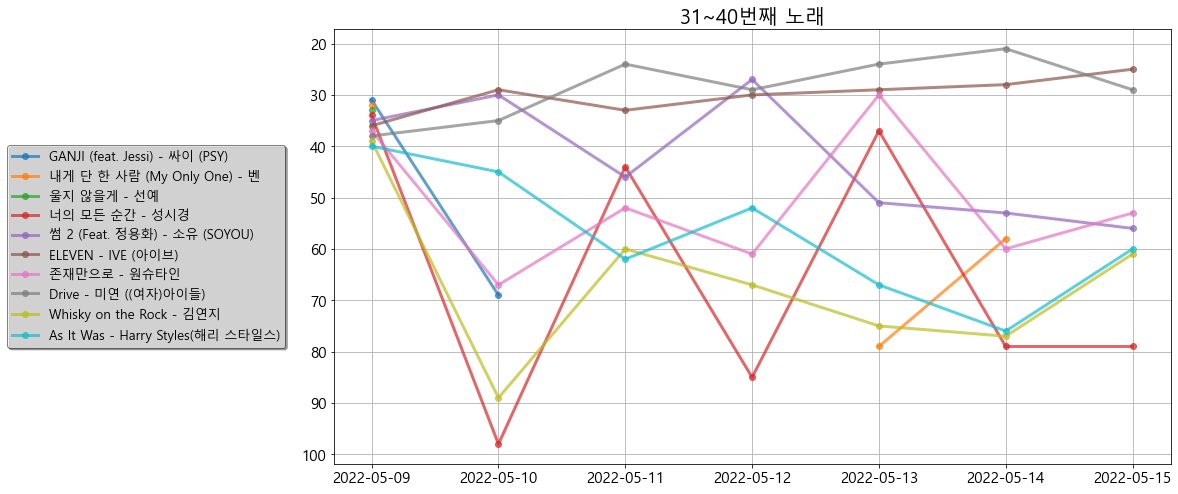 31~40번째 노래
GANJI (feat. Jessi) - 싸이 (PSY)
내게 단 한 사람 (My Only One) - 벤
울지 않을게 - 선예
너의 모든 순간 - 성시경
썸 2 (Feat. 정용화) - 소유 (SOYOU)
ELEVEN - IVE (아이브)
존재만으로 - 원슈타인
Drive - 미연 ((여자)아이들)
Whisky on the Rock - 김연지
As It Was - Harry Styles(해리 스타일스)
20
30
40
50
60
70
80
90
100
2022-05-09 2022-05-10 2022-05-11 2022-05-12 2022-05-13 2022-05-14 2022-05-15